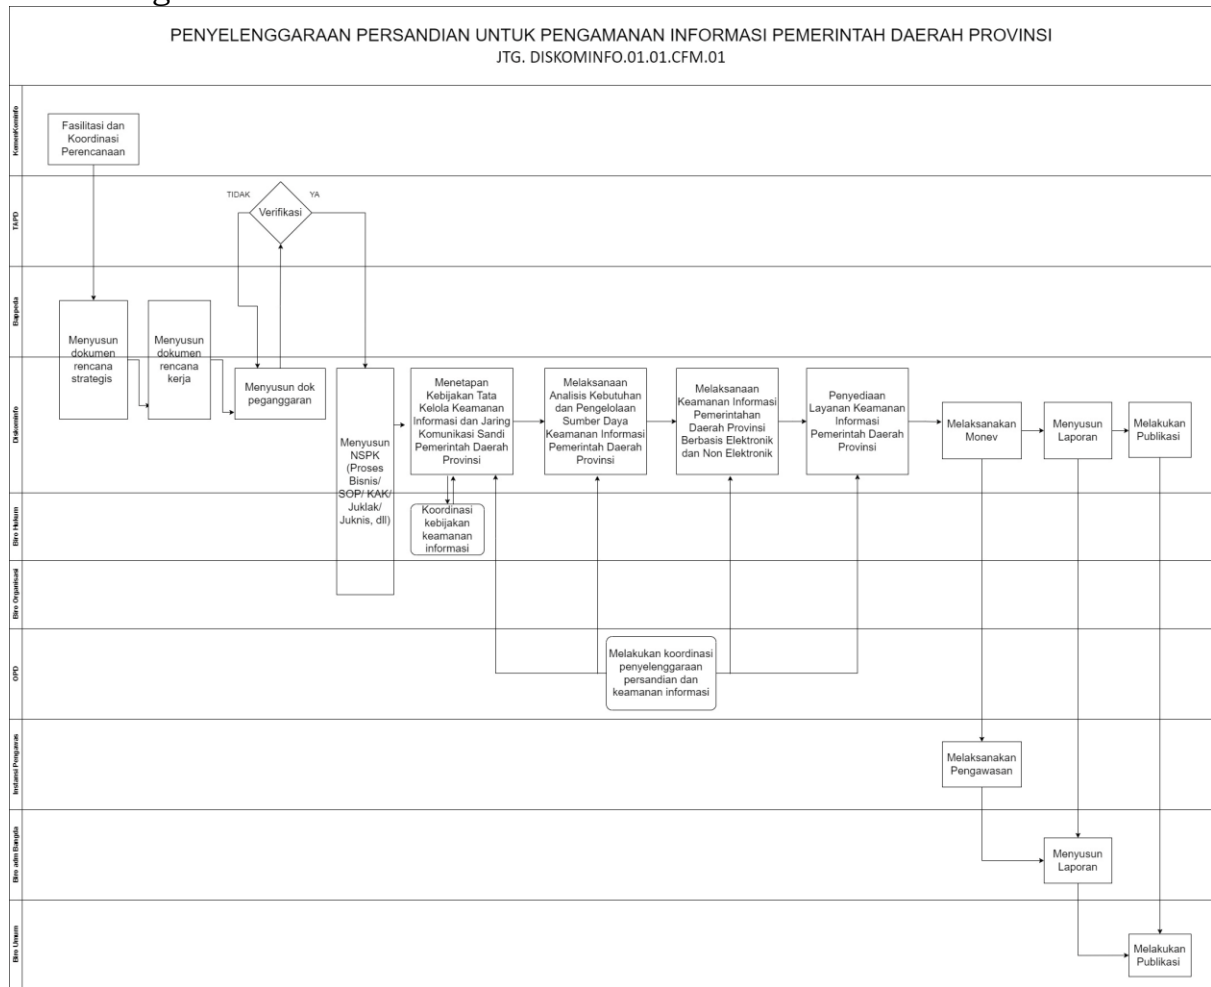 PENYELENGGARAAN PERSANDIAN UNTUK PENGAMANAN INFORMASI PEMERINTAH DAERAH PROVINSI
JTG. DISKOMINFO.01.01.CFM.01
KemenKominfo
Fasilitasi dan
Koordinasi
Perencanaan
TAPD
TIDAK
YA
Verifikasi
Bappeda
Menyusun
dokumen
rencana
strategis
Menyusun
dokumen
rencana
kerja
Diskominfo
Menyusun dok
peganggaran
Menyusun
NSPK
(Proses
Bisnis/
SOP/ KAK/
Juklak/
Juknis, dll)
Menetapan
Kebijakan Tata
Kelola Keamanan
Informasi dan Jaring
Komunikasi Sandi
Pemerintah Daerah
Provinsi
Melaksanaan
Analisis Kebutuhan
dan Pengelolaan
Sumber Daya
Keamanan Informasi
Pemerintah Daerah
Provinsi
Melaksanaan
Keamanan Informasi
Pemerintahan
Daerah Provinsi
Berbasis Elektronik
dan Non Elektronik
Penyediaan
Layanan Keamanan
Informasi
Pemerintah Daerah
Provinsi
Melaksanakan
Monev
Menyusun
Laporan
Melakukan
Publikasi
Biro Hukum
Koordinasi
kebijakan
keamanan
informasi
Biro Organisasi
OPD
Melakukan koordinasi
penyelenggaraan
persandian dan
keamanan informasi
Instansi Pengawas
Melaksanakan
Pengawasan
Biro adm Bangda
Menyusun
Laporan
Biro Umum
Melakukan
Publikasi